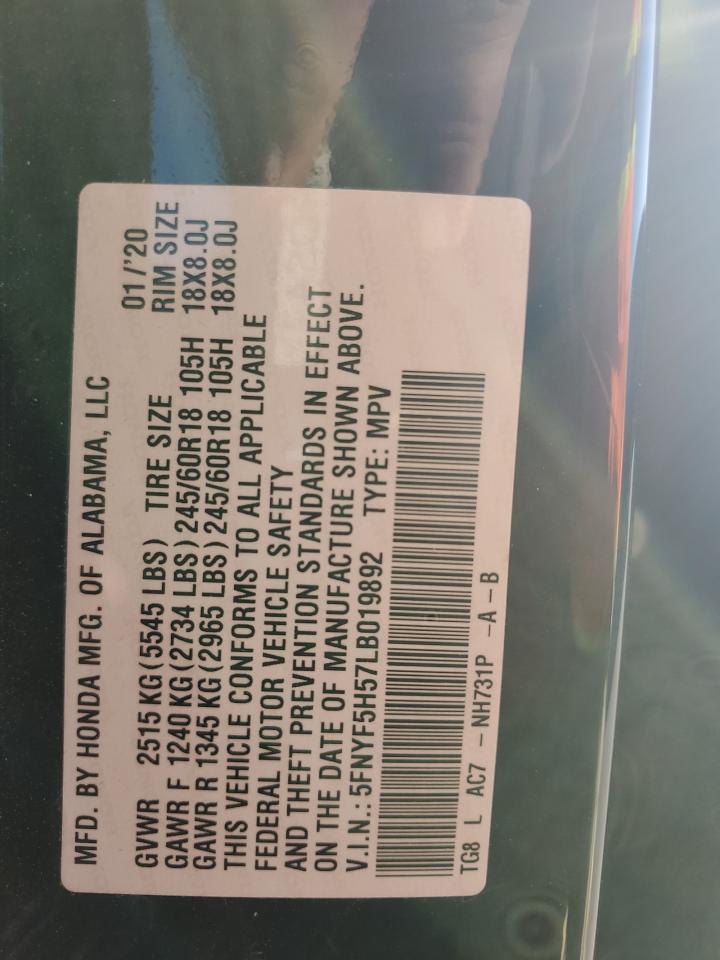 MFD. BY HONDA MFG. OF ALABAMA, LLC
01/'20
GVWR 2515 KG(5545 LBS) TIRE SIZE RIM SIZE
GAWR F 1240 KG(2734 LBS)245/60R18 105H 18X8.0J
GAWR R 1345 KG(2965 LBS)245/60R18 105H 18X8.0J
THIS VEHICLE CONFORMS TO ALL APPLICABLE
FEDERAL MOTOR VEHICLE SAFETY
AND THEFT PREVENTION STANDARDS IN EFFECT
ON THE DATE OF MANUFACTURE SHOWN ABOVE.
V.I.N.: 5FNYF5H57LB019892 TYPE: MPV
TG8 L AC7 -NH731P -A-B